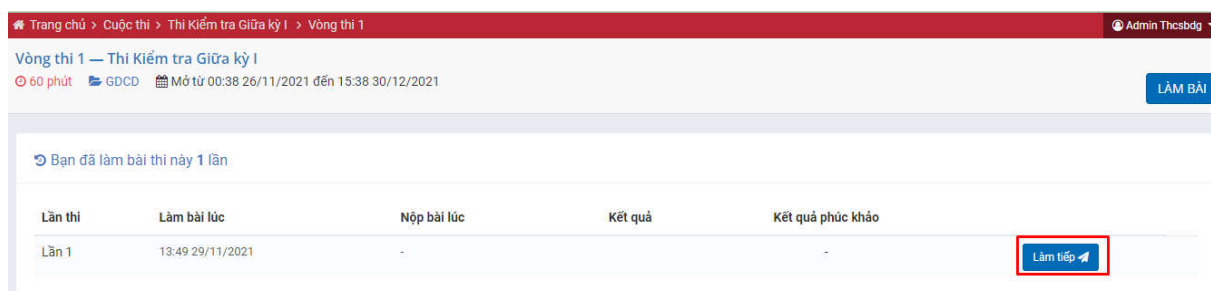 Trang chủ > Cuộc thi > Thi Kiểm tra Giữa kỳ I > Vòng thi 1 Admin Thcsbdg
Vòng thi 1 — Thi Kiểm tra Giữa kỳ I
60 phút GDCD Mở từ 00:38 26/11/2021 đến 15:38 30/12/2021
LÀM BÀI
Bạn đã làm bài thi này 1 lần
Lần thi Làm bài lúc Nộp bài lúc Kết quả Kết quả phúc khảo
Lần 1 13:49 29/11/2021 - - Làm tiếp